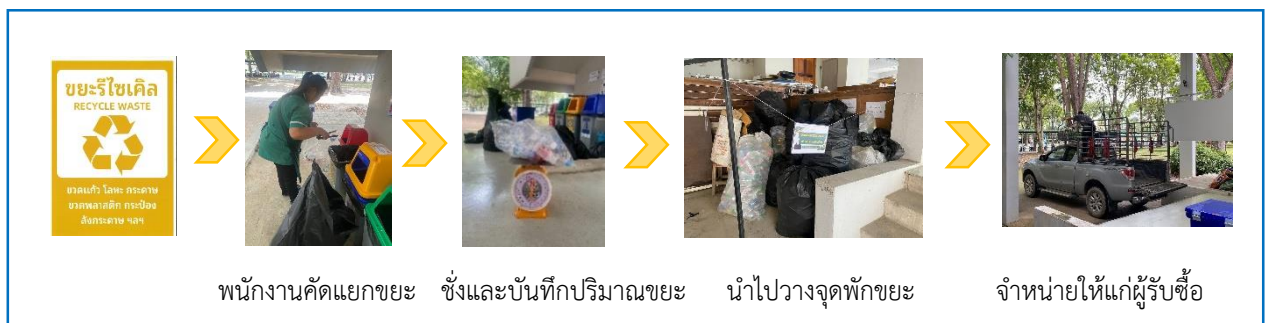 ขยะรีไซเคิล
RECYCLE WASTE
ขวดแก้ว โลหะ กระดาษ
ขวดพลาสติก กระป๋อง
ลังกระดาษ ฯลฯ
พนักงานคัดแยกขยะ
ชั่งและบันทึกปริมาณขยะ
นำไปวางจุดพักขยะ
จำหน่ายให้แก่ผู้รับซื้อ